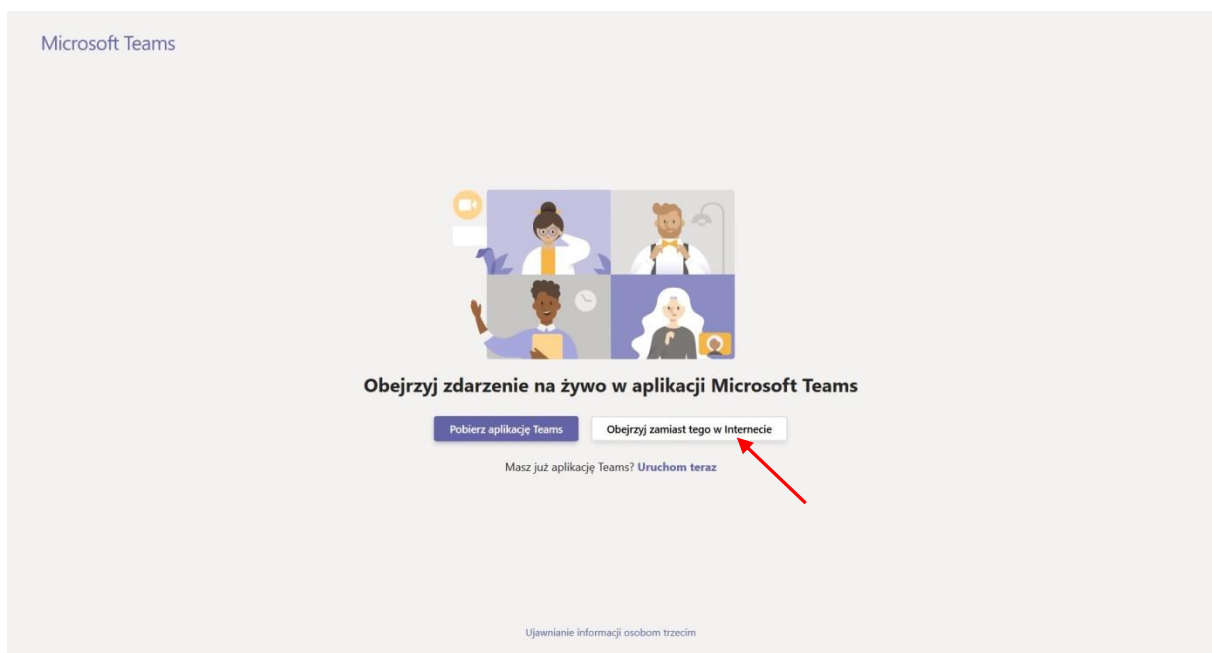 Microsoft Teams
Obejrzyj zdarzenie na żywo w aplikacji Microsoft Teams
Pobierz aplikację Teams
Obejrzyj zamiast tego w Internecie
Masz już aplikację Teams? Uruchom teraz
Ujawnianie informacji osobom trzecim